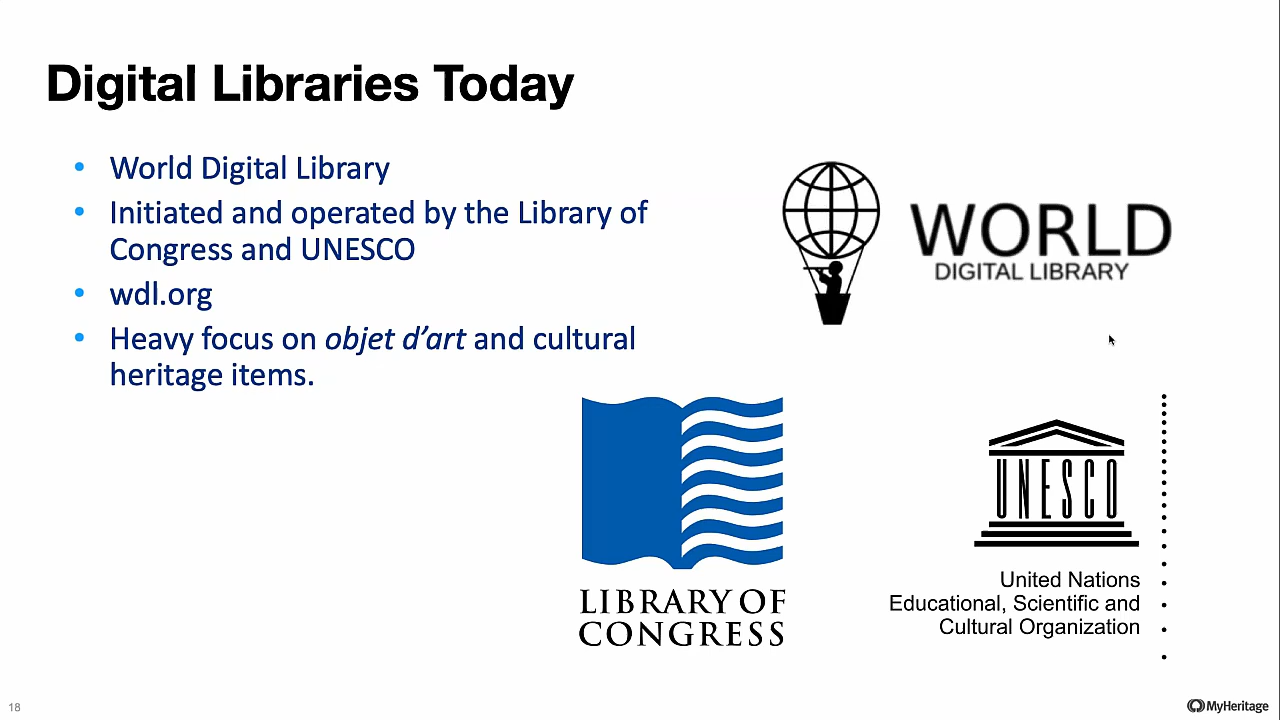 Digital Libraries Today
• World Digital Library
• Initiated and operated by the Library of
Congress and UNESCO
• wdl.org
• Heavy focus on objet d’art and cultural
heritage items.
WORLD
DIGITAL LIBRARY
LIBRARY OF
CONGRESS
UNESCO
United Nations
Educational, Scientific and
Cultural Organization
18
MyHeritage